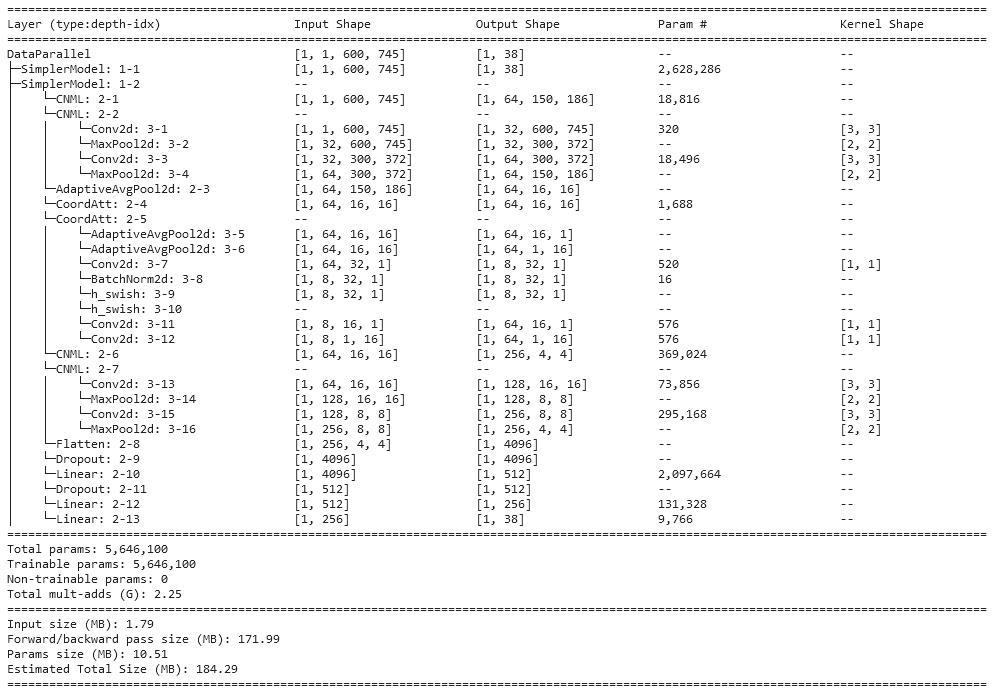 ==========================================================================================
Layer (type:depth-idx) Input Shape Output Shape Param # Kernel Shape
==========================================================================================
DataParallel [1, 1, 600, 745] [1, 38] -- --
├─SimplerModel: 1-1 [1, 1, 600, 745] [1, 38] 2,628,286 --
├─SimplerModel: 1-2 -- -- -- --
│ └─CNML: 2-1 [1, 1, 600, 745] [1, 64, 150, 186] 18,816 --
│ └─CNML: 2-2 -- -- -- --
│ │ └─Conv2d: 3-1 [1, 1, 600, 745] [1, 32, 600, 745] 320 [3, 3]
│ │ └─MaxPool2d: 3-2 [1, 32, 600, 745] [1, 32, 300, 372] -- [2, 2]
│ │ └─Conv2d: 3-3 [1, 32, 300, 372] [1, 64, 300, 372] 18,496 [3, 3]
│ │ └─MaxPool2d: 3-4 [1, 64, 300, 372] [1, 64, 150, 186] -- [2, 2]
│ └─AdaptiveAvgPool2d: 2-3 [1, 64, 150, 186] [1, 64, 16, 16] -- --
│ └─CoordAtt: 2-4 [1, 64, 16, 16] [1, 64, 16, 16] 1,688 --
│ └─CoordAtt: 2-5 -- -- -- --
│ │ └─AdaptiveAvgPool2d: 3-5 [1, 64, 16, 16] [1, 64, 16, 1] -- --
│ │ └─AdaptiveAvgPool2d: 3-6 [1, 64, 16, 16] [1, 64, 1, 16] -- --
│ │ └─Conv2d: 3-7 [1, 64, 32, 1] [1, 8, 32, 1] 520 [1, 1]
│ │ └─BatchNorm2d: 3-8 [1, 8, 32, 1] [1, 8, 32, 1] 16 --
│ │ └─h_swish: 3-9 [1, 8, 32, 1] [1, 8, 32, 1] -- --
│ │ └─h_swish: 3-10 -- -- -- --
│ │ └─Conv2d: 3-11 [1, 8, 16, 1] [1, 64, 16, 1] 576 [1, 1]
│ │ └─Conv2d: 3-12 [1, 8, 1, 16] [1, 64, 1, 16] 576 [1, 1]
│ └─CNML: 2-6 [1, 64, 16, 16] [1, 256, 4, 4] 369,024 --
│ └─CNML: 2-7 -- -- -- --
│ │ └─Conv2d: 3-13 [1, 64, 16, 16] [1, 128, 16, 16] 73,856 [3, 3]
│ │ └─MaxPool2d: 3-14 [1, 128, 16, 16] [1, 128, 8, 8] -- [2, 2]
│ │ └─Conv2d: 3-15 [1, 128, 8, 8] [1, 256, 8, 8] 295,168 [3, 3]
│ │ └─MaxPool2d: 3-16 [1, 256, 8, 8] [1, 256, 4, 4] -- [2, 2]
│ └─Flatten: 2-8 [1, 256, 4, 4] [1, 4096] -- --
│ └─Dropout: 2-9 [1, 4096] [1, 4096] -- --
│ └─Linear: 2-10 [1, 4096] [1, 512] 2,097,664 --
│ └─Dropout: 2-11 [1, 512] [1, 512] -- --
│ └─Linear: 2-12 [1, 512] [1, 256] 131,328 --
│ └─Linear: 2-13 [1, 256] [1, 38] 9,766 --
==========================================================================================
Total params: 5,646,100
Trainable params: 5,646,100
Non-trainable params: 0
Total mult-adds (G): 2.25
==========================================================================================
Input size (MB): 1.79
Forward/backward pass size (MB): 171.99
Params size (MB): 10.51
Estimated Total Size (MB): 184.29
==========================================================================================